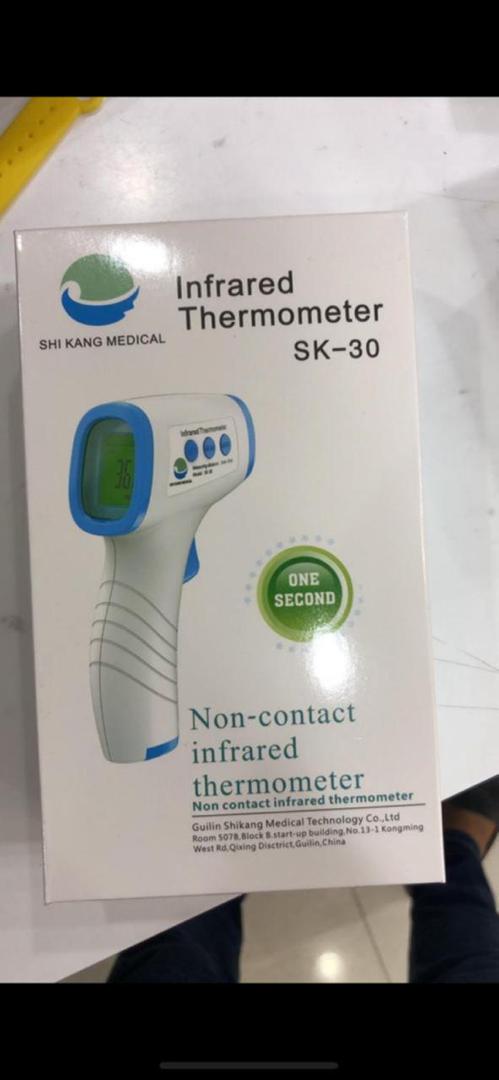 Infrared
Thermometer
SK-30
SHI KANG MEDICAL
Infrared Thermometer
36
ONE
SECOND
Non-contact
infrared
thermometer
Non contact infrared thermometer
Guilin Shikang Medical Technology Co.,Ltd
Room 507B,Block B.start-up building,No.13-1 Kongming
West Rd,Qixing Disctrict,Guilin,China